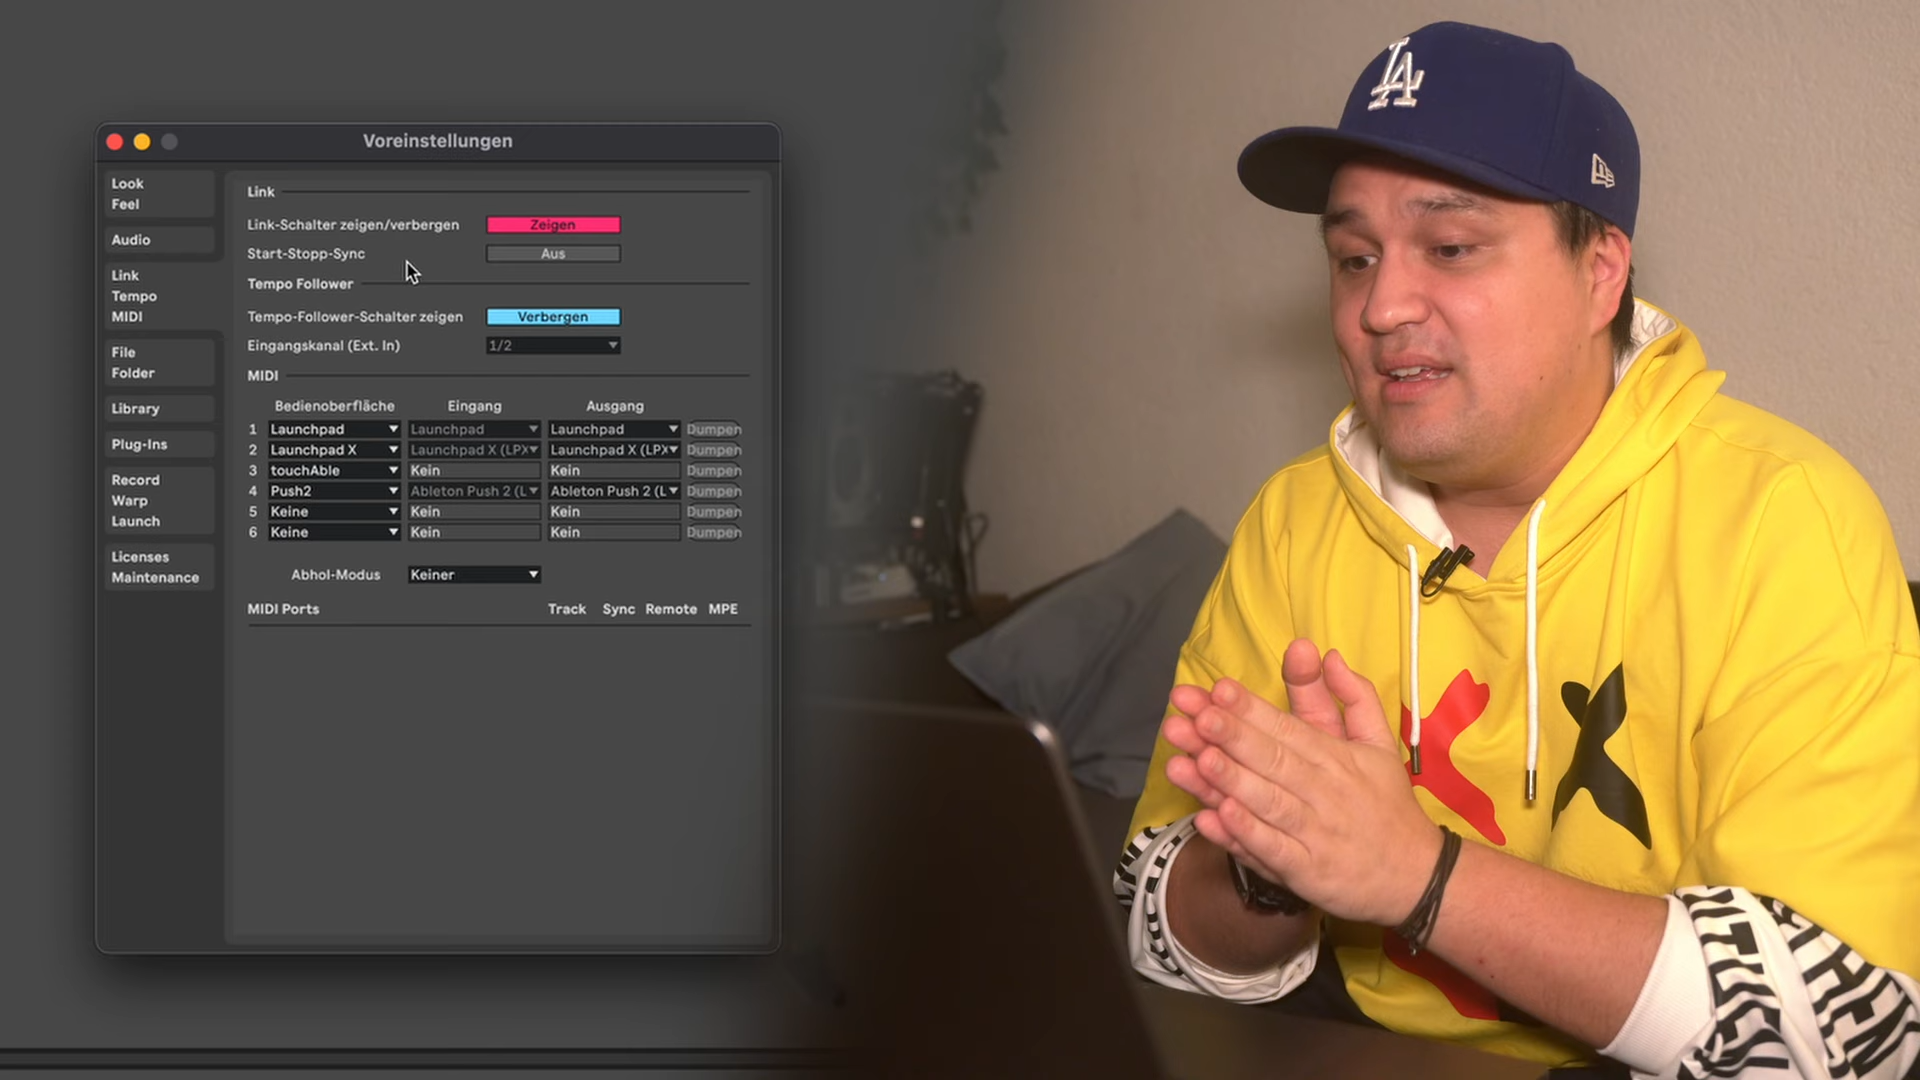 Voreinstellungen
Look
Feel
Audio
Link
Tempo
MIDI
File
Folder
Library
Plug-Ins
Record
Warp
Launch
Licenses
Maintenance
Link
Link-Schalter zeigen/verbergen Zeigen
Start-Stopp-Sync Aus
Tempo Follower
Tempo-Follower-Schalter zeigen Verbergen
Eingangskanal (Ext. In) 1/2
MIDI
Bedienoberfläche Eingang Ausgang
1 Launchpad Launchpad Launchpad Dumpen
2 Launchpad X Launchpad X (LPX Launchpad X (LPX Dumpen
3 touchAble Kein Kein Dumpen
4 Push2 Ableton Push 2 (L Ableton Push 2 (L Dumpen
5 Keine Kein Kein Dumpen
6 Keine Kein Kein Dumpen
Abhol-Modus Keiner
MIDI Ports Track Sync Remote MPE
LA